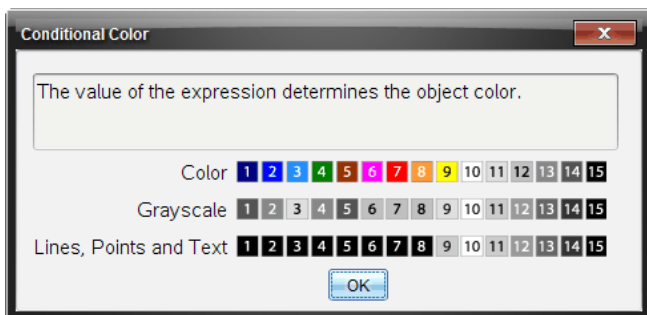 Conditional Color
X
The value of the expression determines the object color.
Color 1 2 3 4 5 6 7 8 9 10 11 12 13 14 15
Grayscale 1 2 3 4 5 6 7 8 9 10 11 12 13 14 15
Lines, Points and Text 1 2 3 4 5 6 7 8 9 10 11 12 13 14 15
OK